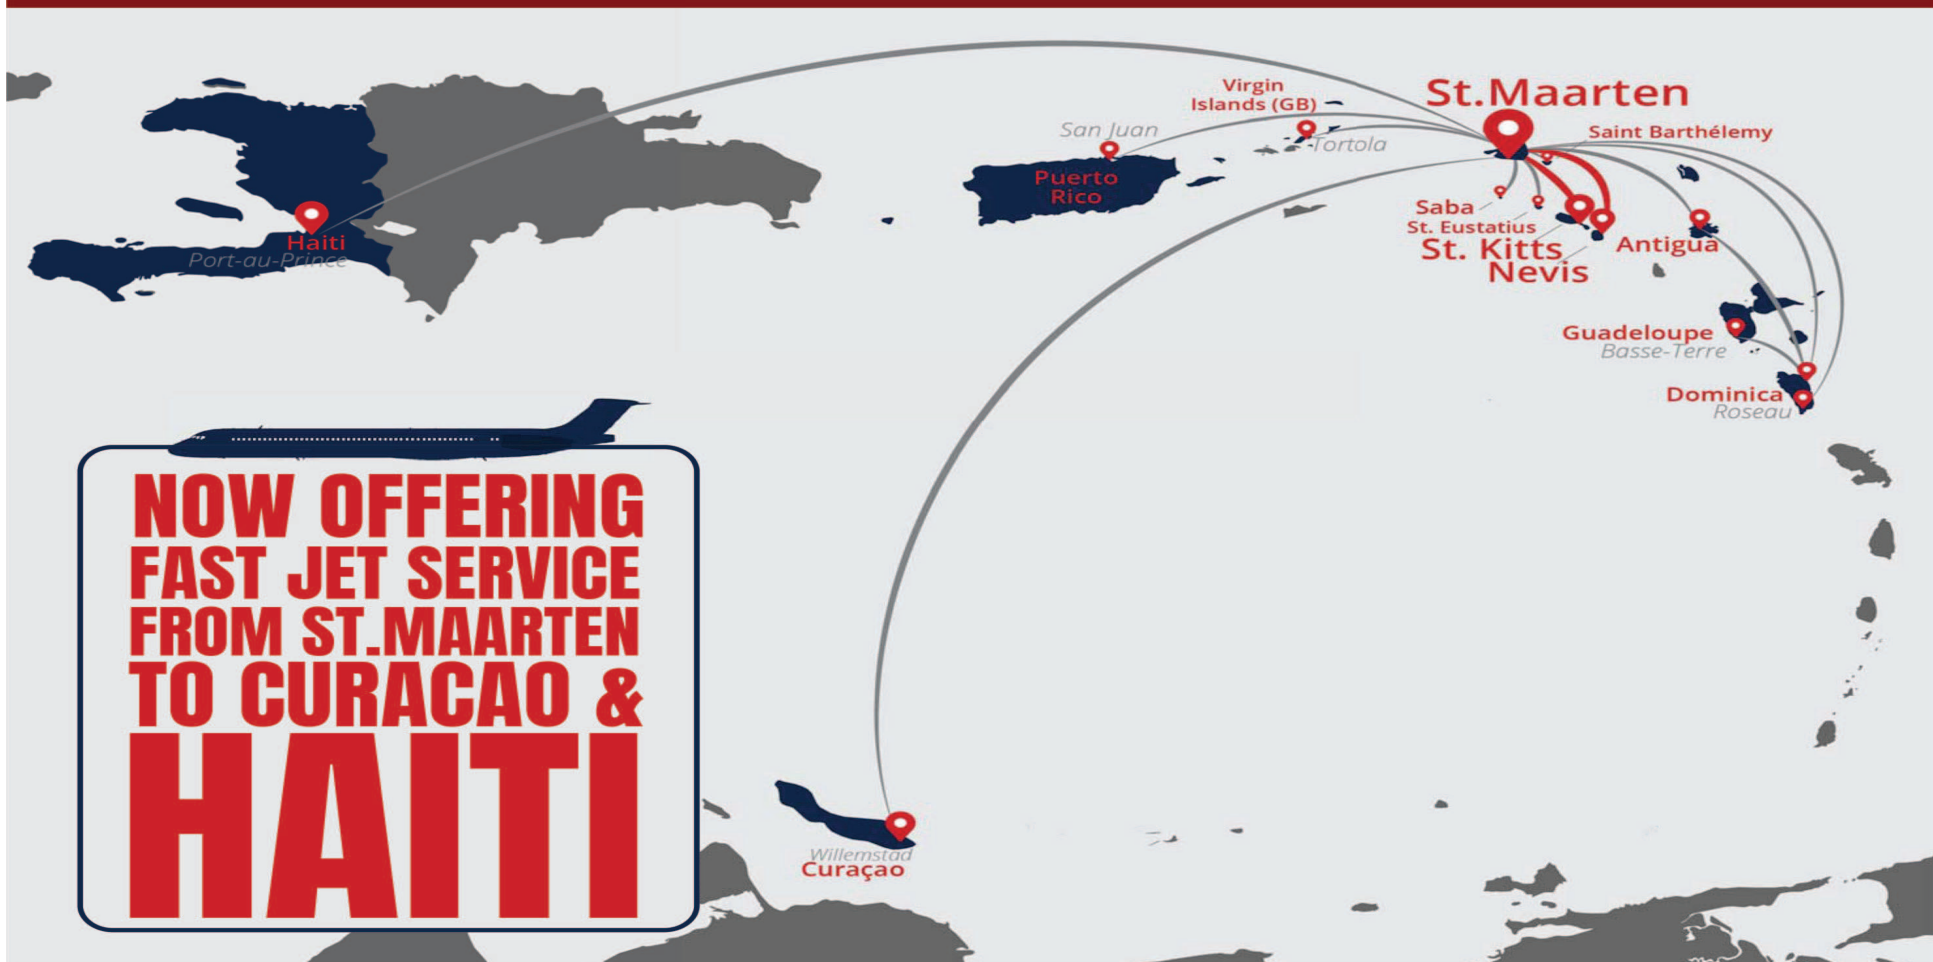 Virgin
Islands (GB)
St.Maarten
San Juan
Tortola
Saint Barthélemy
Puerto
Rico
Saba
St. Eustatius
St. Kitts
Nevis
Antigua
Haiti
Port-au-Prince
Guadeloupe
Basse-Terre
Dominica
Roseau
NOW OFFERING
FAST JET SERVICE
FROM ST.MAARTEN
TO CURACAO &
HAITI
Willemstad
Curaçao